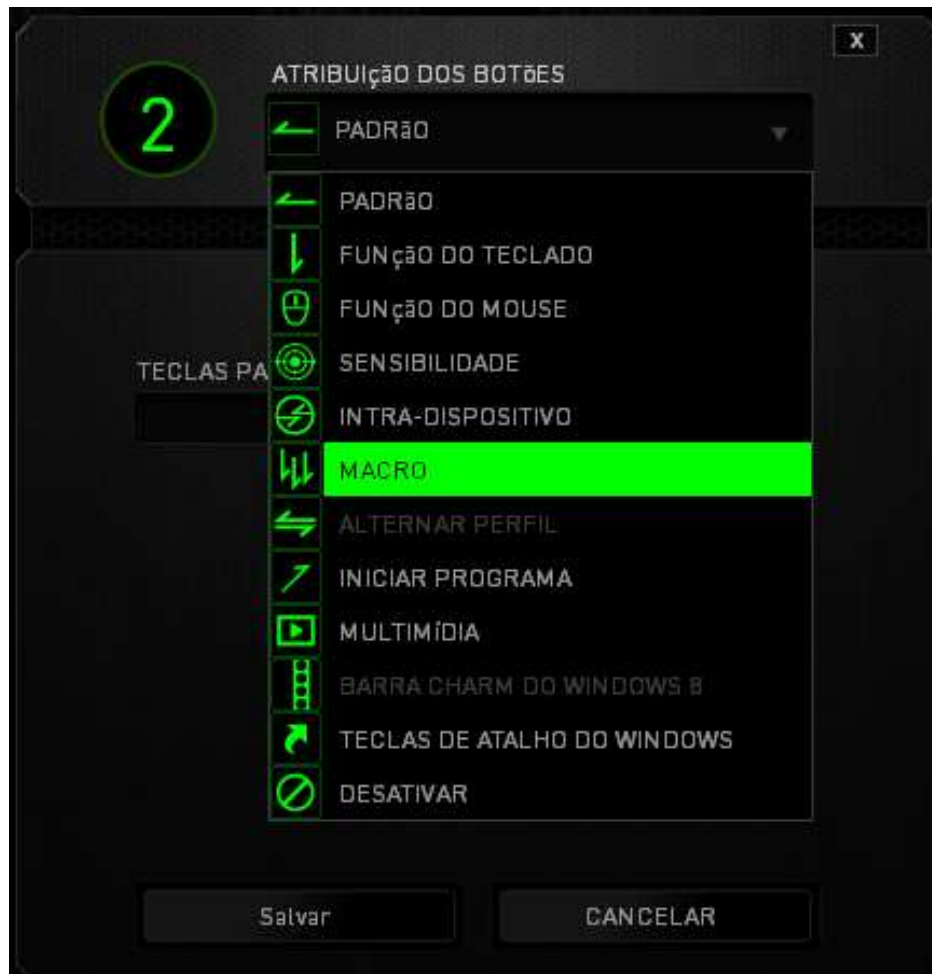 X
ATRIBUIçãO DOS BOTõES
2
PADRãO
PADRãO
FUNçãO DO TECLADO
FUNçãO DO MOUSE
SENSIBILIDADE
TECLAS PA
INTRA-DISPOSITIVO
MACRO
ALTERNAR PERFIL
INICIAR PROGRAMA
MULTIMíDIA
BARRA CHARM DO WINDOWS 8
TECLAS DE ATALHO DO WINDOWS
DESATIVAR
Salvar
CANCELAR